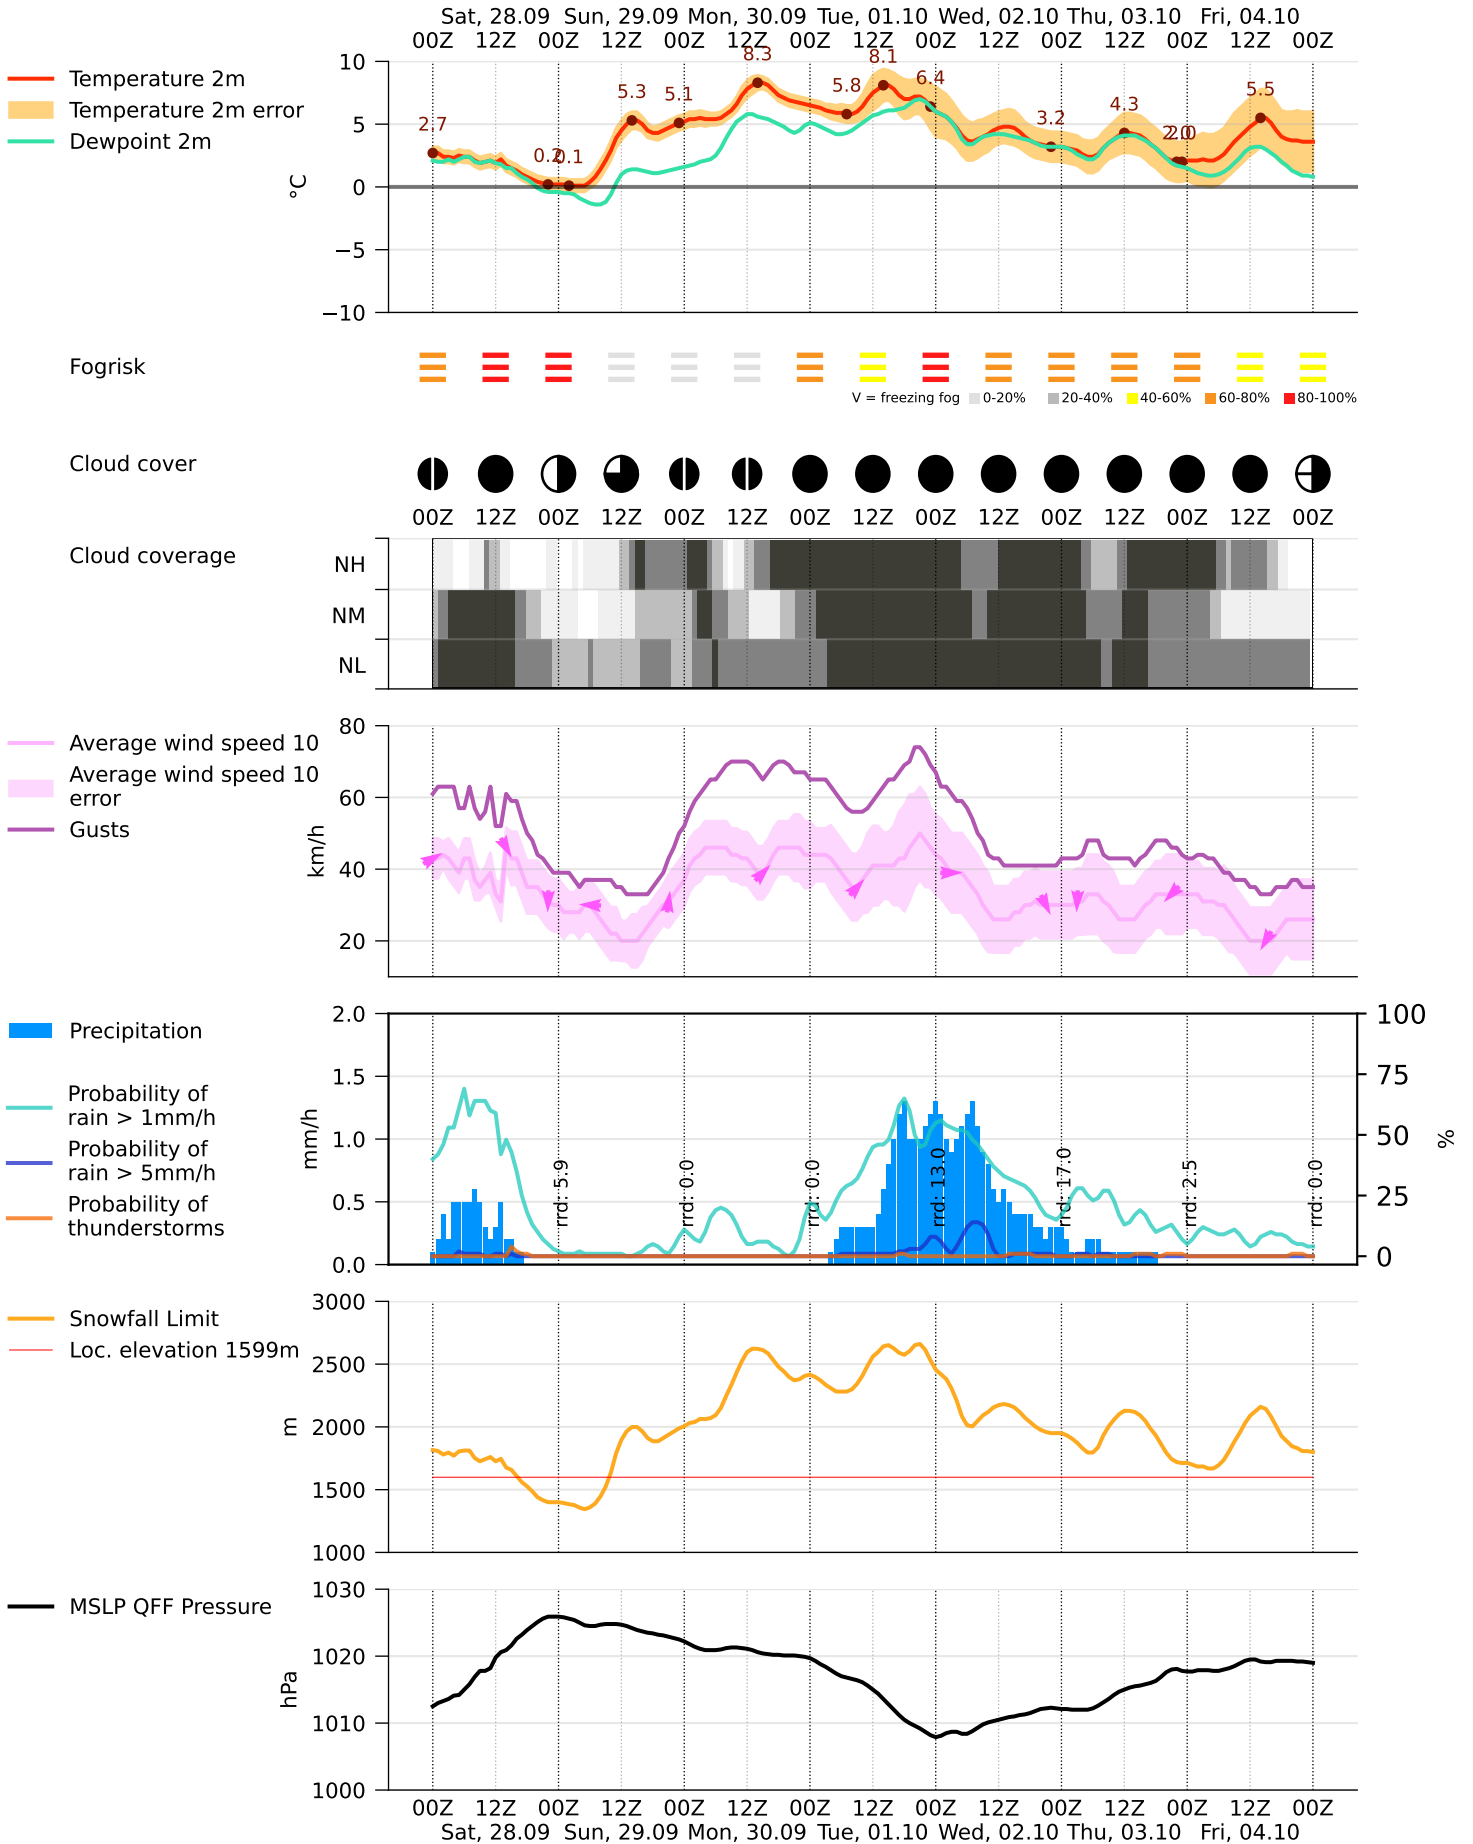 Sat, 28.09 Sun, 29.09 Mon, 30.09 Tue, 01.10 Wed, 02.10 Thu, 03.10 Fri, 04.10
00Z 12Z 00Z 12Z 00Z 12Z 00Z 12Z 00Z 12Z 00Z 12Z 00Z 12Z 00Z
Temperature 2m
Temperature 2m error
Dewpoint 2m
°C
10
5
0
−5
−10
2.7 0.2 0.1 5.3 5.1 8.3 5.8 8.1 6.4 3.2 4.3 2.0 2.0 5.5
Fogrisk
V = freezing fog 0-20% 20-40% 40-60% 60-80% 80-100%
Cloud cover
00Z 12Z 00Z 12Z 00Z 12Z 00Z 12Z 00Z 12Z 00Z 12Z 00Z 12Z 00Z
Cloud coverage
NH
NM
NL
Average wind speed 10
Average wind speed 10
error
Gusts
km/h
80
60
40
20
Precipitation
Probability of
rain > 1mm/h
Probability of
rain > 5mm/h
Probability of
thunderstorms
mm/h
2.0
1.5
1.0
0.5
0.0
rrd: 5.9
rrd: 0.0
rrd: 0.0
rrd: 13.0
rrd: 17.0
rrd: 2.5
rrd: 0.0
100
75
50
25
0
%
Snowfall Limit
Loc. elevation 1599m
m
3000
2500
2000
1500
1000
MSLP QFF Pressure
hPa
1030
1020
1010
1000
00Z 12Z 00Z 12Z 00Z 12Z 00Z 12Z 00Z 12Z 00Z 12Z 00Z 12Z 00Z
Sat, 28.09 Sun, 29.09 Mon, 30.09 Tue, 01.10 Wed, 02.10 Thu, 03.10 Fri, 04.10